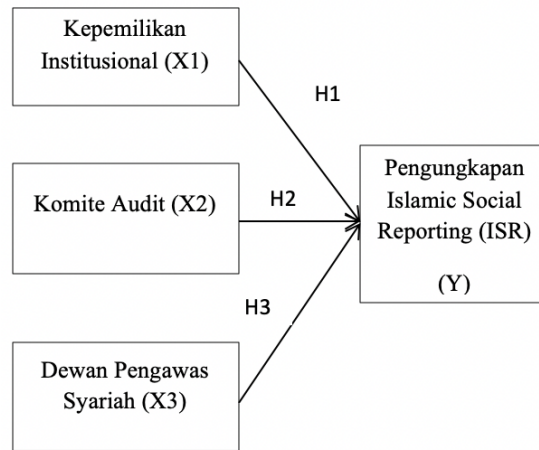 Kepemilikan
Institusional (X1)
H1
Komite Audit (X2)
H2
Pengungkapan
Islamic Social
Reporting (ISR)
(Y)
H3
Dewan Pengawas
Syariah (X3)